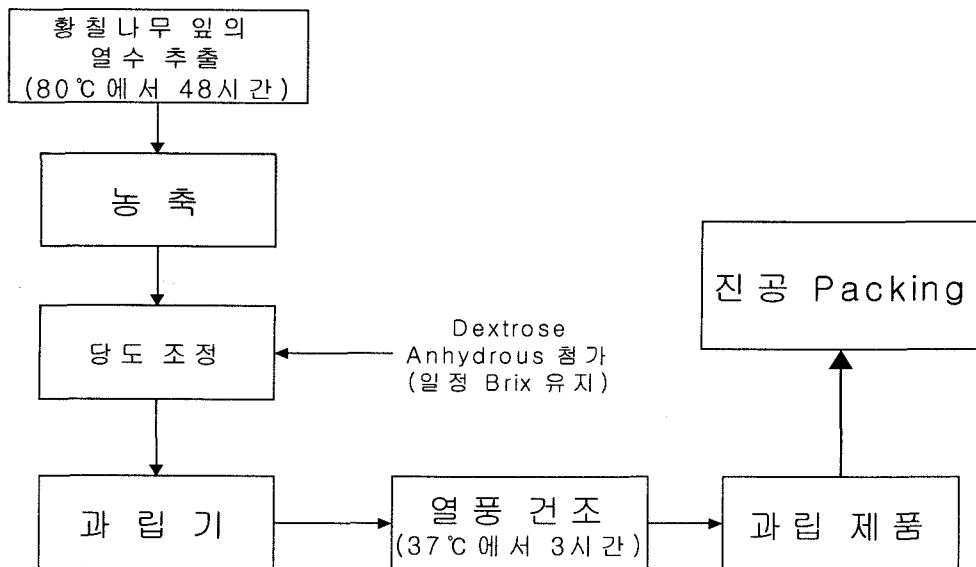 황칠나무 잎의
열수 추출
(80℃에서 48시간)
농 축
당도 조정
Dextrose
Anhydrous 첨가
(일정 Brix 유지)
과 립 기
열풍 건조
(37℃에서 3시간)
과립 제품
진공 Packing